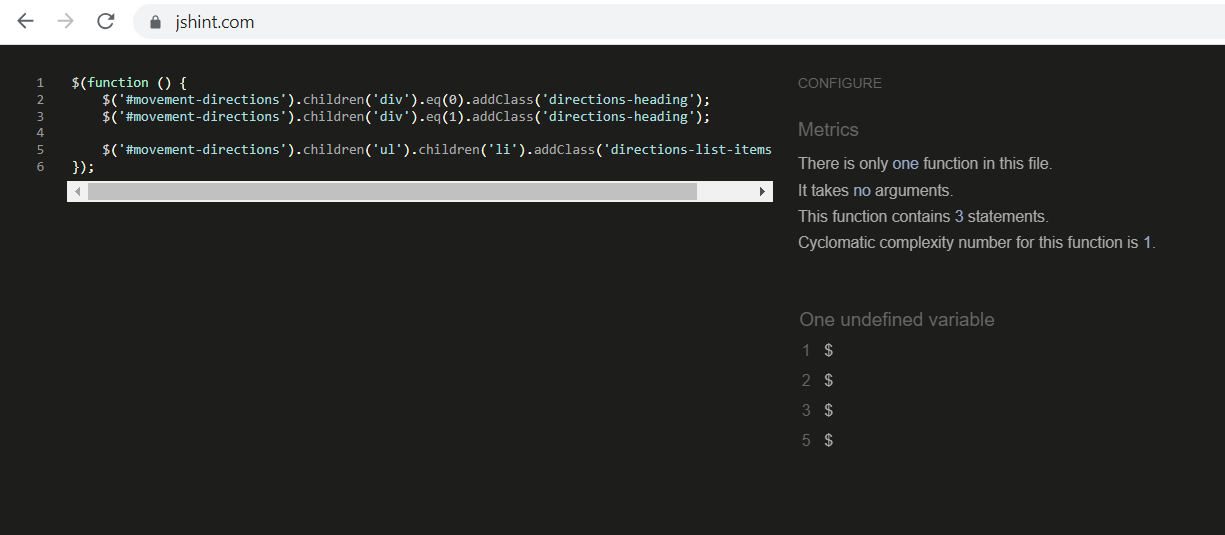 jshint.com
1 $(function () {
2     $('#movement-directions').children('div').eq(0).addClass('directions-heading');
3     $('#movement-directions').children('div').eq(1).addClass('directions-heading');
4
5     $('#movement-directions').children('ul').children('li').addClass('directions-list-items
6 });
CONFIGURE
Metrics
There is only one function in this file.
It takes no arguments.
This function contains 3 statements.
Cyclomatic complexity number for this function is 1.
One undefined variable
1 $
2 $
3 $
5 $